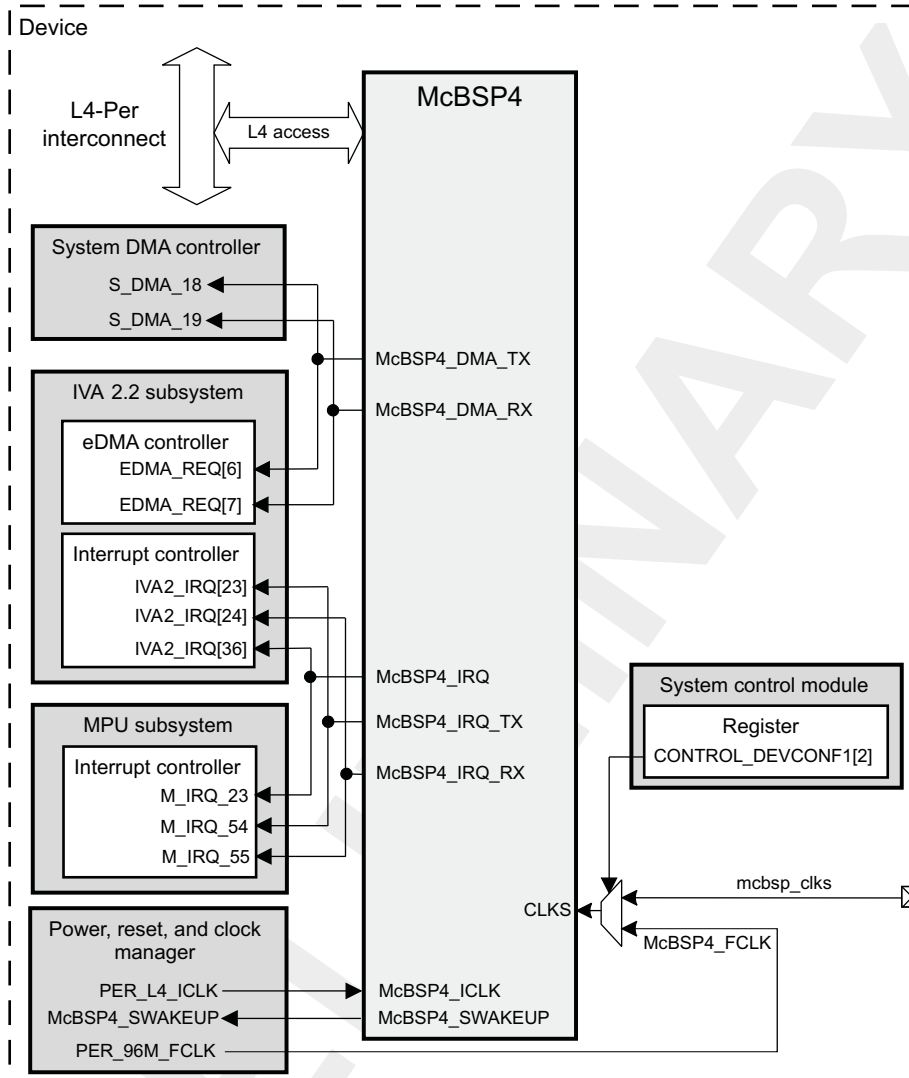 Device
McBSP4
L4-Per
interconnect
L4 access
System DMA controller
S_DMA_18
S_DMA_19
McBSP4_DMA_TX
McBSP4_DMA_RX
IVA 2.2 subsystem
eDMA controller
EDMA_REQ[6]
EDMA_REQ[7]
Interrupt controller
IVA2_IRQ[23]
IVA2_IRQ[24]
IVA2_IRQ[36]
McBSP4_IRQ
McBSP4_IRQ_TX
McBSP4_IRQ_RX
System control module
Register
CONTROL_DEVCONF1[2]
MPU subsystem
Interrupt controller
M_IRQ_23
M_IRQ_54
M_IRQ_55
mcbsp_clks
CLKS
McBSP4_FCLK
Power, reset, and clock
manager
PER_L4_ICLK
McBSP4_ICLK
McBSP4_SWAKEUP
McBSP4_SWAKEUP
PER_96M_FCLK